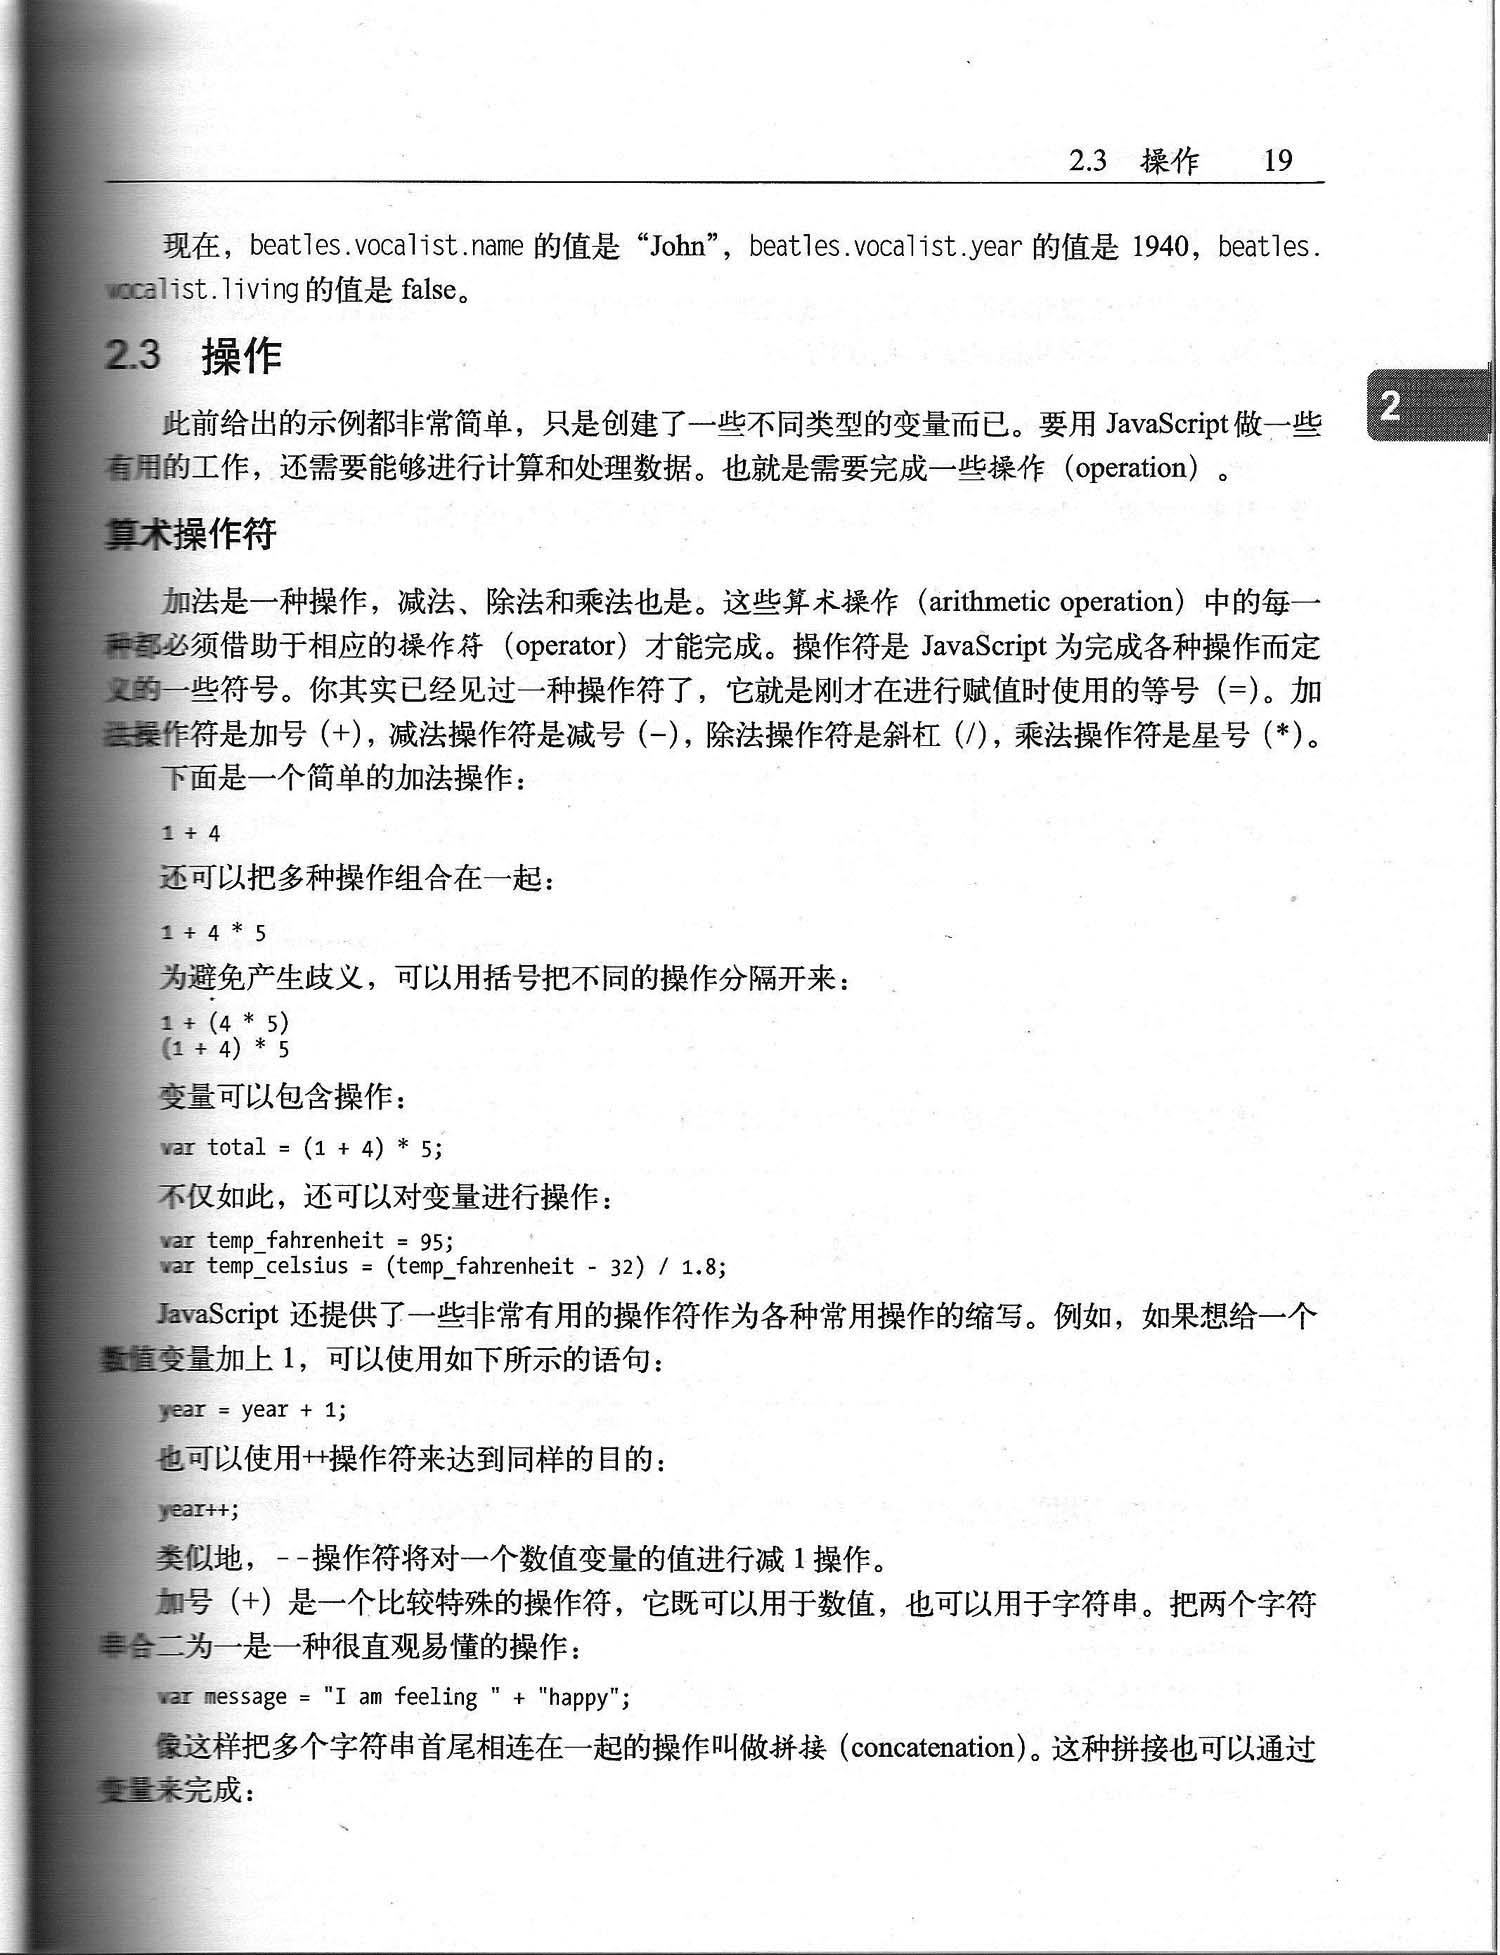 2.3 操作 19
现在，beatles.vocalist.name 的值是“John”，beatles.vocalist.year 的值是 1940，beatles.
vocalist.living 的值是 false。
2.3 操作
2
此前给出的示例都非常简单，只是创建了一些不同类型的变量而已。要用 JavaScript 做一些
有用的工作，还需要能够进行计算和处理数据。也就是需要完成一些操作（operation）。
算术操作符
加法是一种操作，减法、除法和乘法也是。这些算术操作（arithmetic operation）中的每一
种都必须借助于相应的操作符（operator）才能完成。操作符是 JavaScript 为完成各种操作而定
义的一些符号。你其实已经见过一种操作符了，它就是刚才在进行赋值时使用的等号（=）。加
法操作符是加号（+），减法操作符是减号（-），除法操作符是斜杠（/），乘法操作符是星号（*）。
下面是一个简单的加法操作：
1 + 4
还可以把多种操作组合在一起：
1 + 4 * 5
为避免产生歧义，可以用括号把不同的操作分隔开来：
1 + (4 * 5)
(1 + 4) * 5
变量可以包含操作：
var total = (1 + 4) * 5;
不仅如此，还可以对变量进行操作：
var temp_fahrenheit = 95;
var temp_celsius = (temp_fahrenheit - 32) / 1.8;
JavaScript 还提供了一些非常有用的操作符作为各种常用操作的缩写。例如，如果想给一个
数值变量加上 1，可以使用如下所示的语句：
year = year + 1;
也可以使用++操作符来达到同样的目的：
year++;
类似地，--操作符将对一个数值变量的值进行减 1 操作。
加号（+）是一个比较特殊的操作符，它既可以用于数值，也可以用于字符串。把两个字符
串合二为一是一种很直观易懂的操作：
var message = "I am feeling " + "happy";
像这样把多个字符串首尾相连在一起的操作叫做拼接（concatenation）。这种拼接也可以通过
变量来完成：